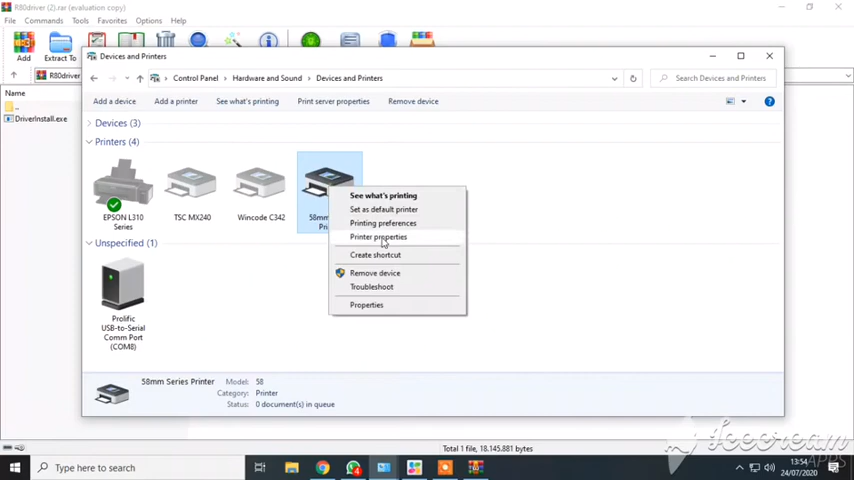 R80driver (2).rar (evaluation copy)
File Commands Tools Favorites Options Help
Add
Extract To
R80driver
Name
..
DriverInstall.exe
Devices and Printers
Control Panel > Hardware and Sound > Devices and Printers
Search Devices and Printers
Add a device Add a printer See what's printing Print server properties Remove device
Devices (3)
Printers (4)
EPSON L310
Series
TSC MX240
Wincode C342
58mm
See what's printing
Set as default printer
Printing preferences
Printer properties
Create shortcut
Remove device
Troubleshoot
Properties
Unspecified (1)
Prolific
USB-to-Serial
Comm Port
(COM8)
58mm Series Printer
Model: 58
Category: Printer
Status: 0 document(s) in queue
Total 1 file, 18.145.881 bytes
Icecream
APPS
Type here to search
4
13:54
24/07/2020